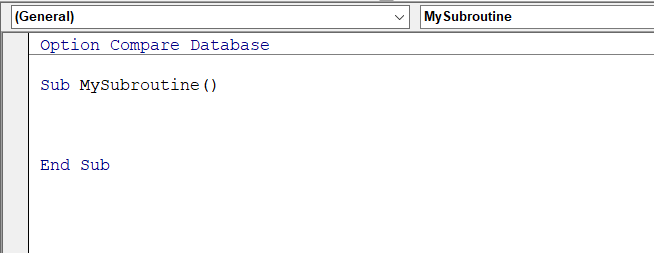 (General)
MySubroutine
Option Compare Database
Sub MySubroutine()
End Sub